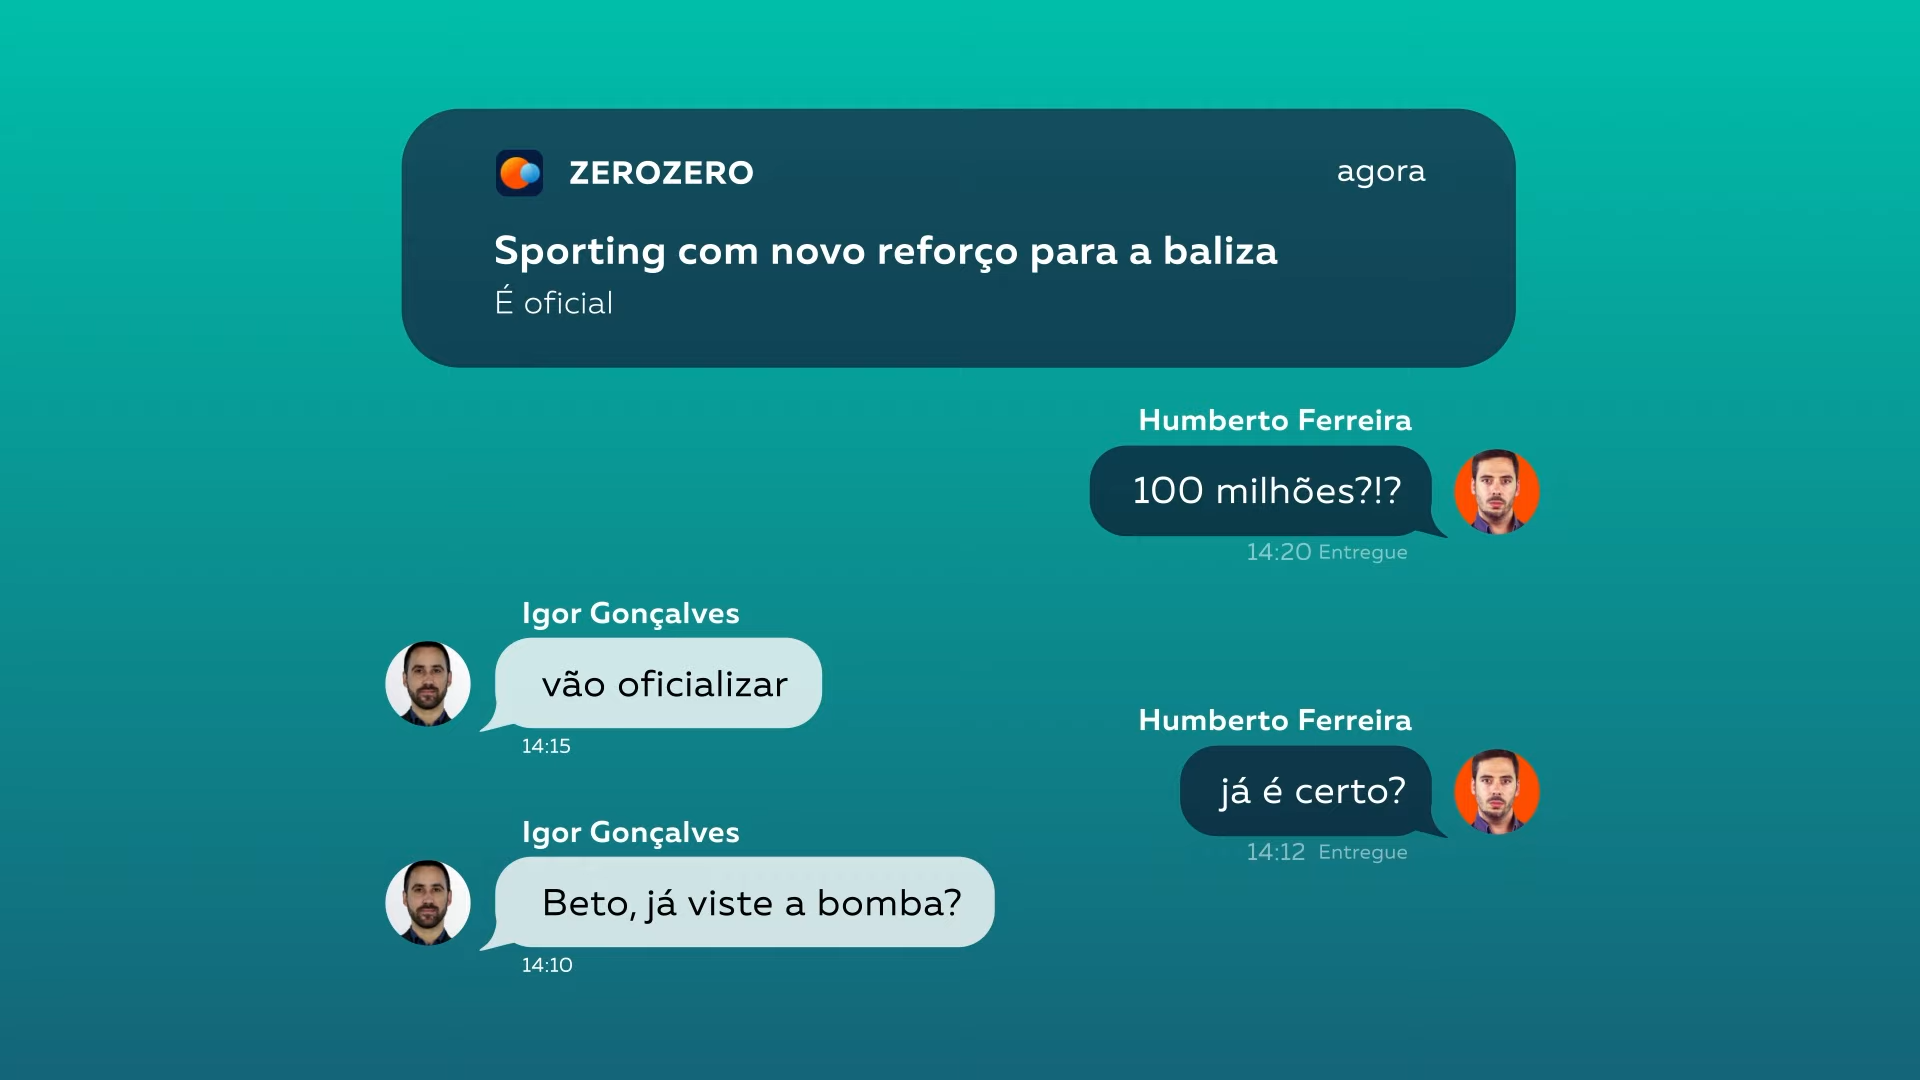 ZEROZERO
agora
Sporting com novo reforço para a baliza
É oficial
Humberto Ferreira
100 milhões?!?
14:20 Entregue
Igor Gonçalves
vão oficializar
14:15
Humberto Ferreira
já é certo?
14:12 Entregue
Igor Gonçalves
Beto, já viste a bomba?
14:10